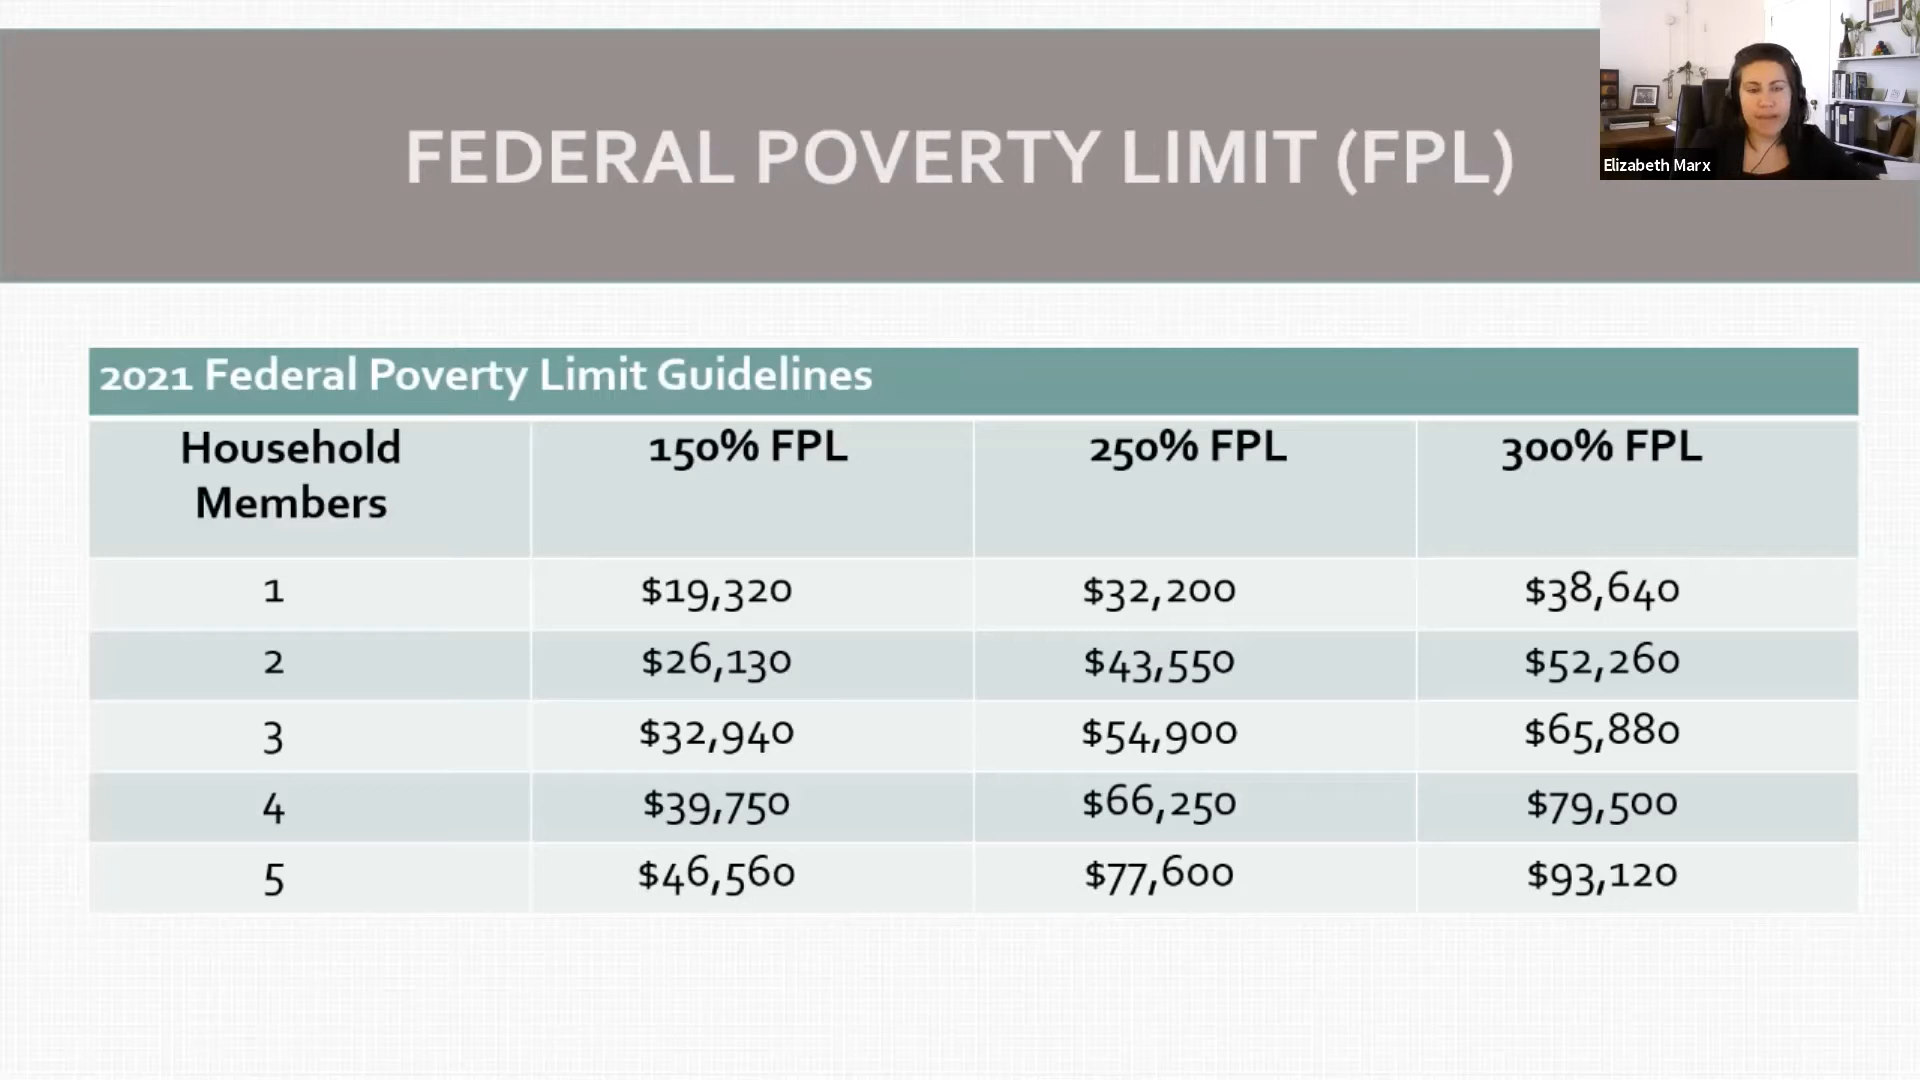 FEDERAL POVERTY LIMIT (FPL)
Elizabeth Marx
2021 Federal Poverty Limit Guidelines
Household Members 150% FPL 250% FPL 300% FPL
1 $19,320 $32,200 $38,640
2 $26,130 $43,550 $52,260
3 $32,940 $54,900 $65,880
4 $39,750 $66,250 $79,500
5 $46,560 $77,600 $93,120